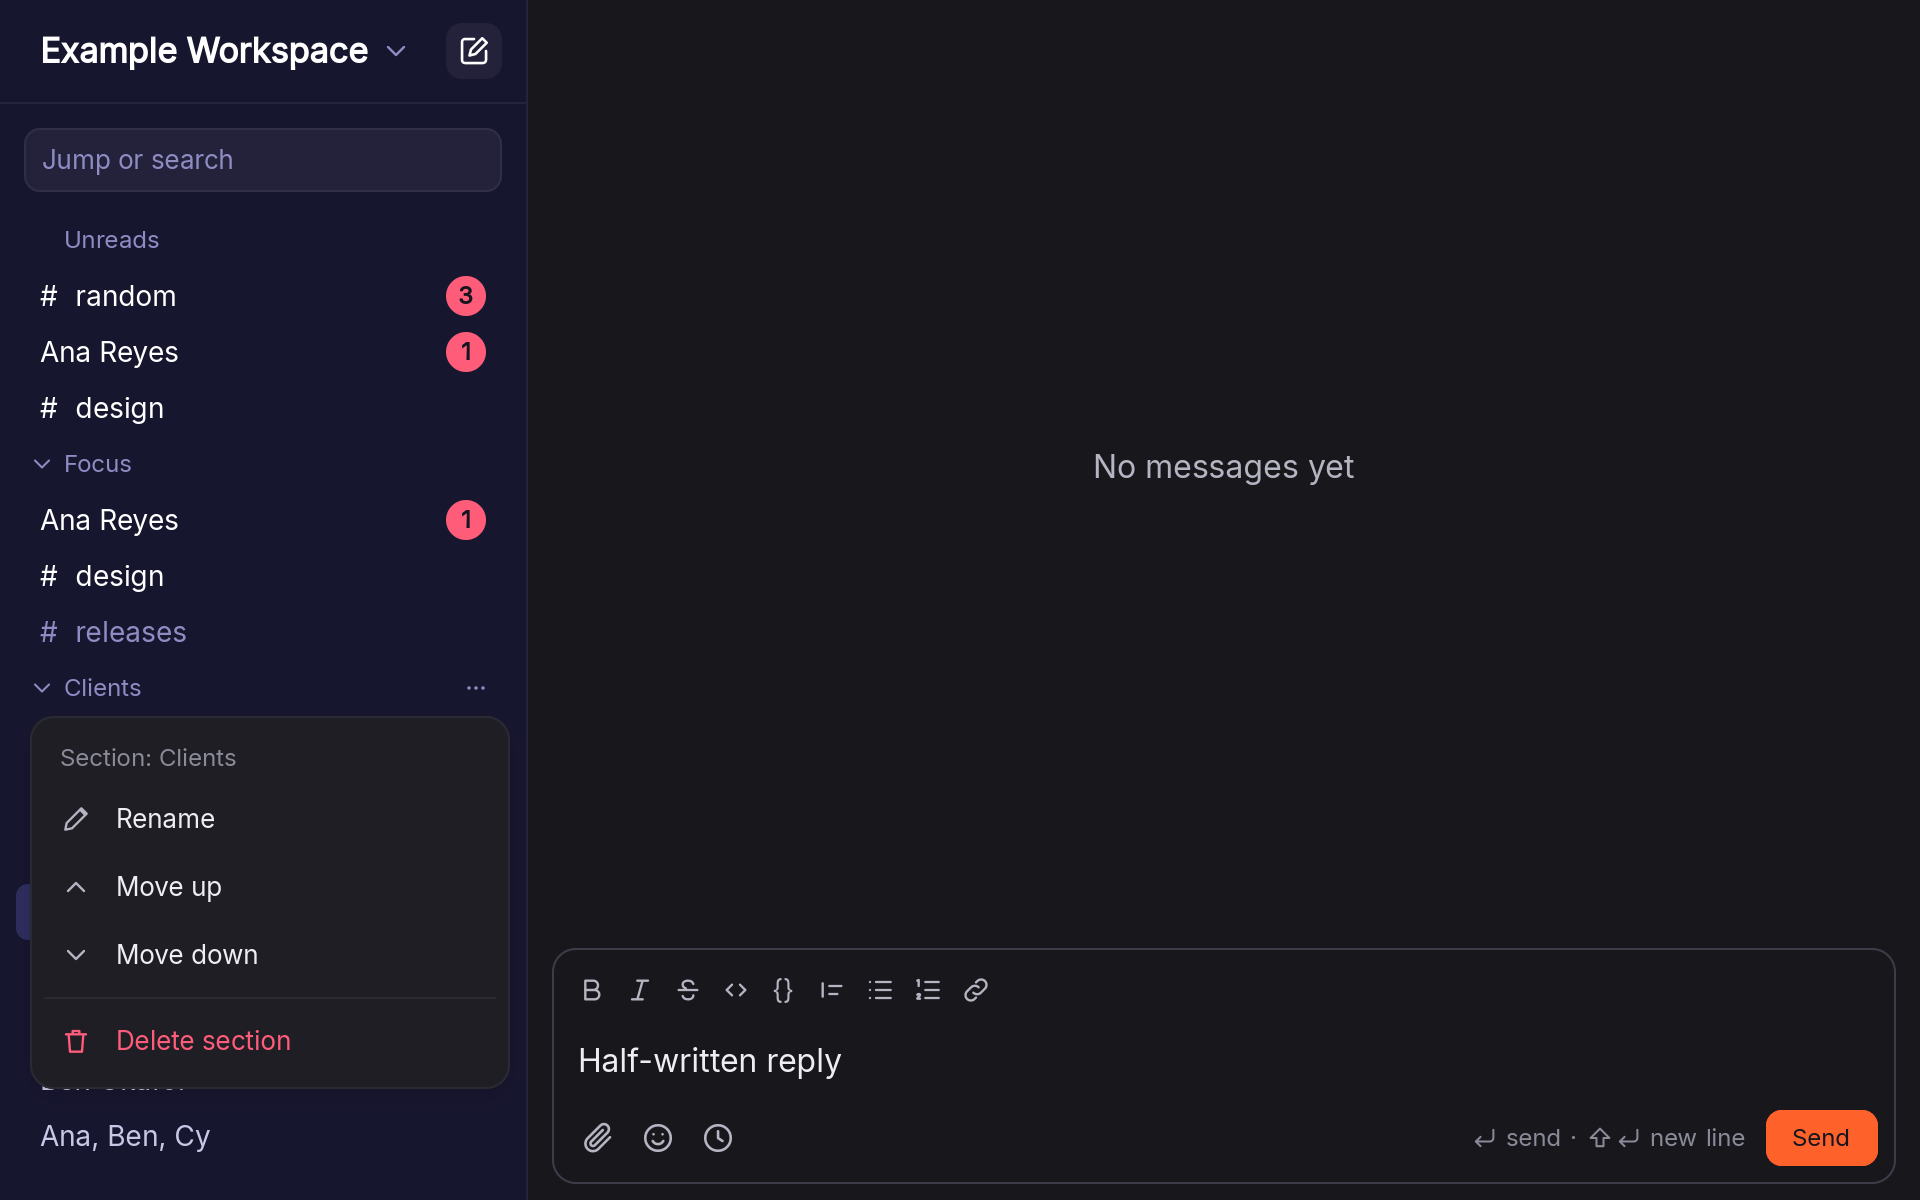 Example Workspace
Jump or search
Unreads
# random 3
Ana Reyes 1
# design
Focus
Ana Reyes 1
# design
# releases
Clients
Section: Clients
Rename
Move up
Move down
Delete section
Ana, Ben, Cy
No messages yet
Half-written reply
send · new line
Send